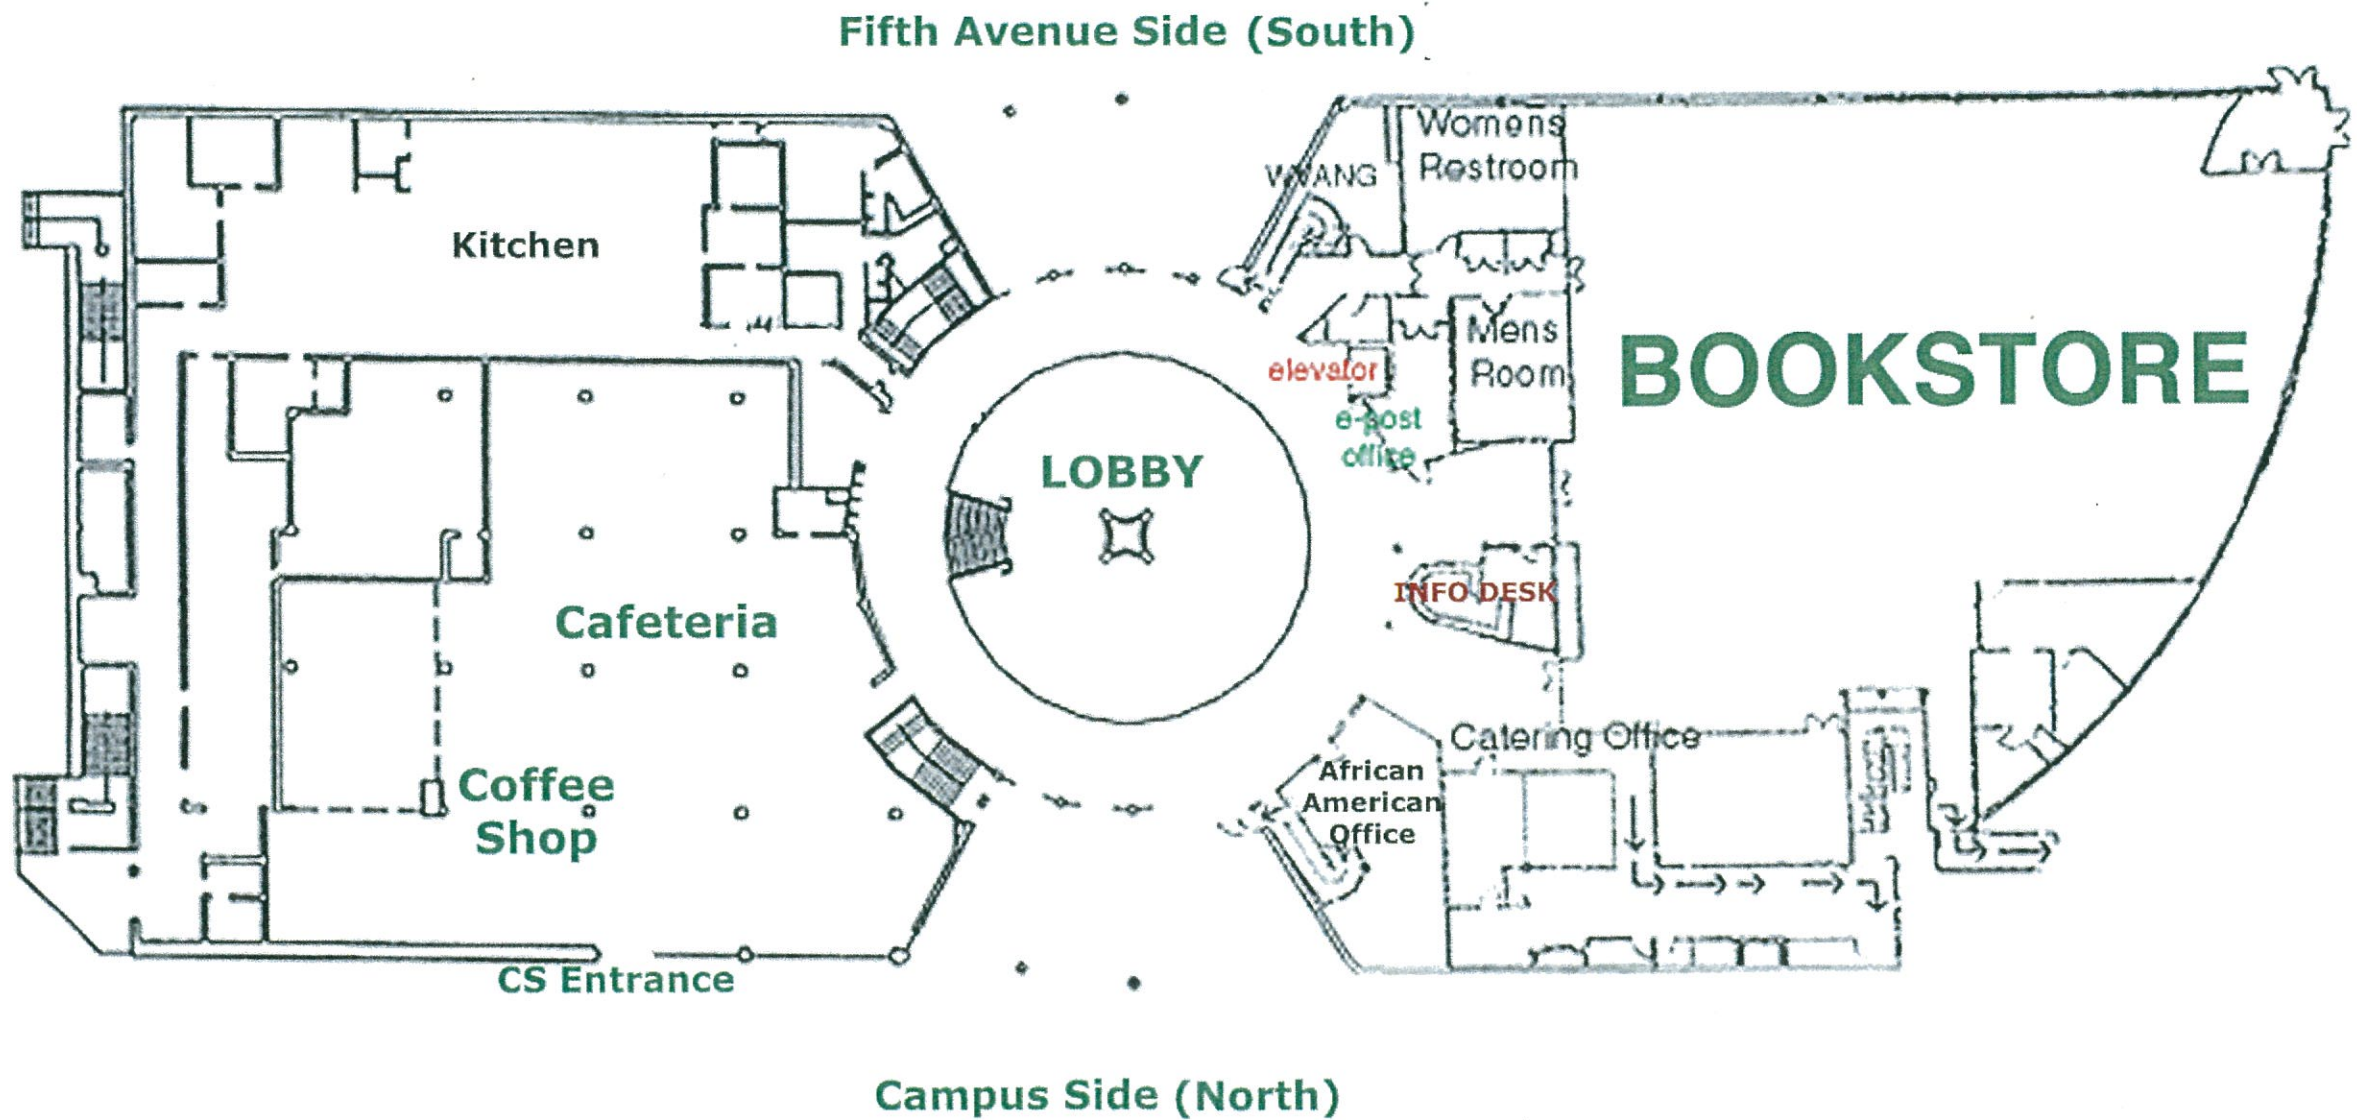 Fifth Avenue Side (South)
Womens
Restroom
WVANG
Kitchen
Mens
Room
elevator
BOOKSTORE
e-post
office
LOBBY
INFO DESK
Cafeteria
Catering Office
African
American
Office
Coffee
Shop
CS Entrance
Campus Side (North)